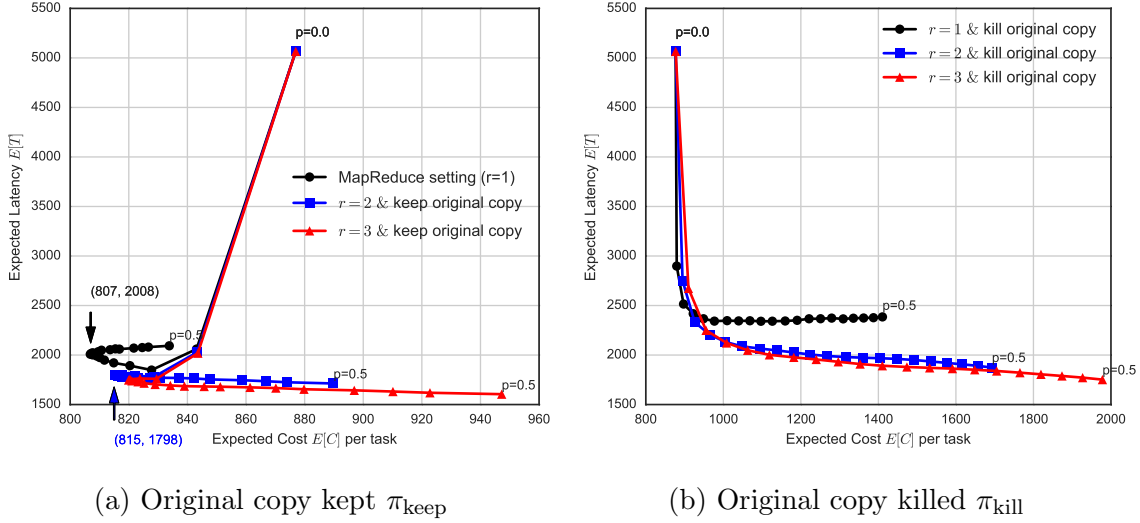 5500
5000
4500
4000
3500
3000
2500
2000
1500
Expected Latency E[T]
p=0.0
MapReduce setting (r=1)
r = 2 & keep original copy
r = 3 & keep original copy
(807, 2008)
p=0.5
p=0.5
p=0.5
(815, 1798)
800 820 840 860 880 900 920 940 960
Expected Cost E[C] per task
(a) Original copy kept πkeep
5500
5000
4500
4000
3500
3000
2500
2000
1500
Expected Latency E[T]
p=0.0
r = 1 & kill original copy
r = 2 & kill original copy
r = 3 & kill original copy
p=0.5
p=0.5
p=0.5
800 1000 1200 1400 1600 1800 2000
Expected Cost E[C] per task
(b) Original copy killed πkill